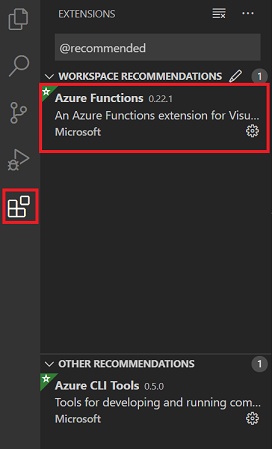 EXTENSIONS
@recommended
WORKSPACE RECOMMENDATIONS 1
Azure Functions 0.22.1
An Azure Functions extension for Visu...
Microsoft
OTHER RECOMMENDATIONS 1
Azure CLI Tools 0.5.0
Tools for developing and running com...
Microsoft